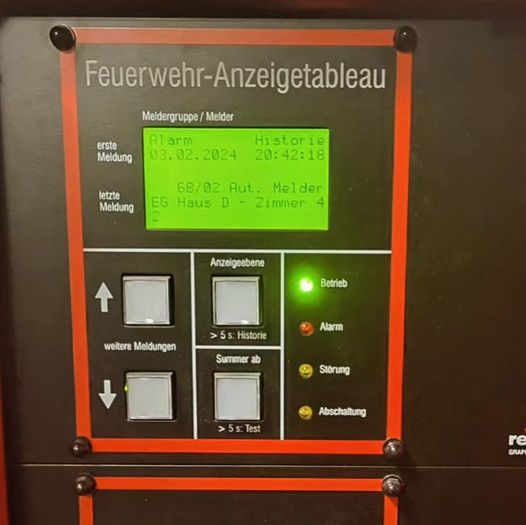 Feuerwehr-Anzeigetableau
Meldergruppe / Melder
erste
Meldung
Alarm Historie
03.02.2024 20:42:18
letzte
Meldung
68/02 Aut. Melder
EG Haus D - Zimmer 4
2
Anzeigeebene
> 5 s: Historie
weitere Meldungen
Summer ab
> 5 s: Test
Betrieb
Alarm
Störung
Abschaltung